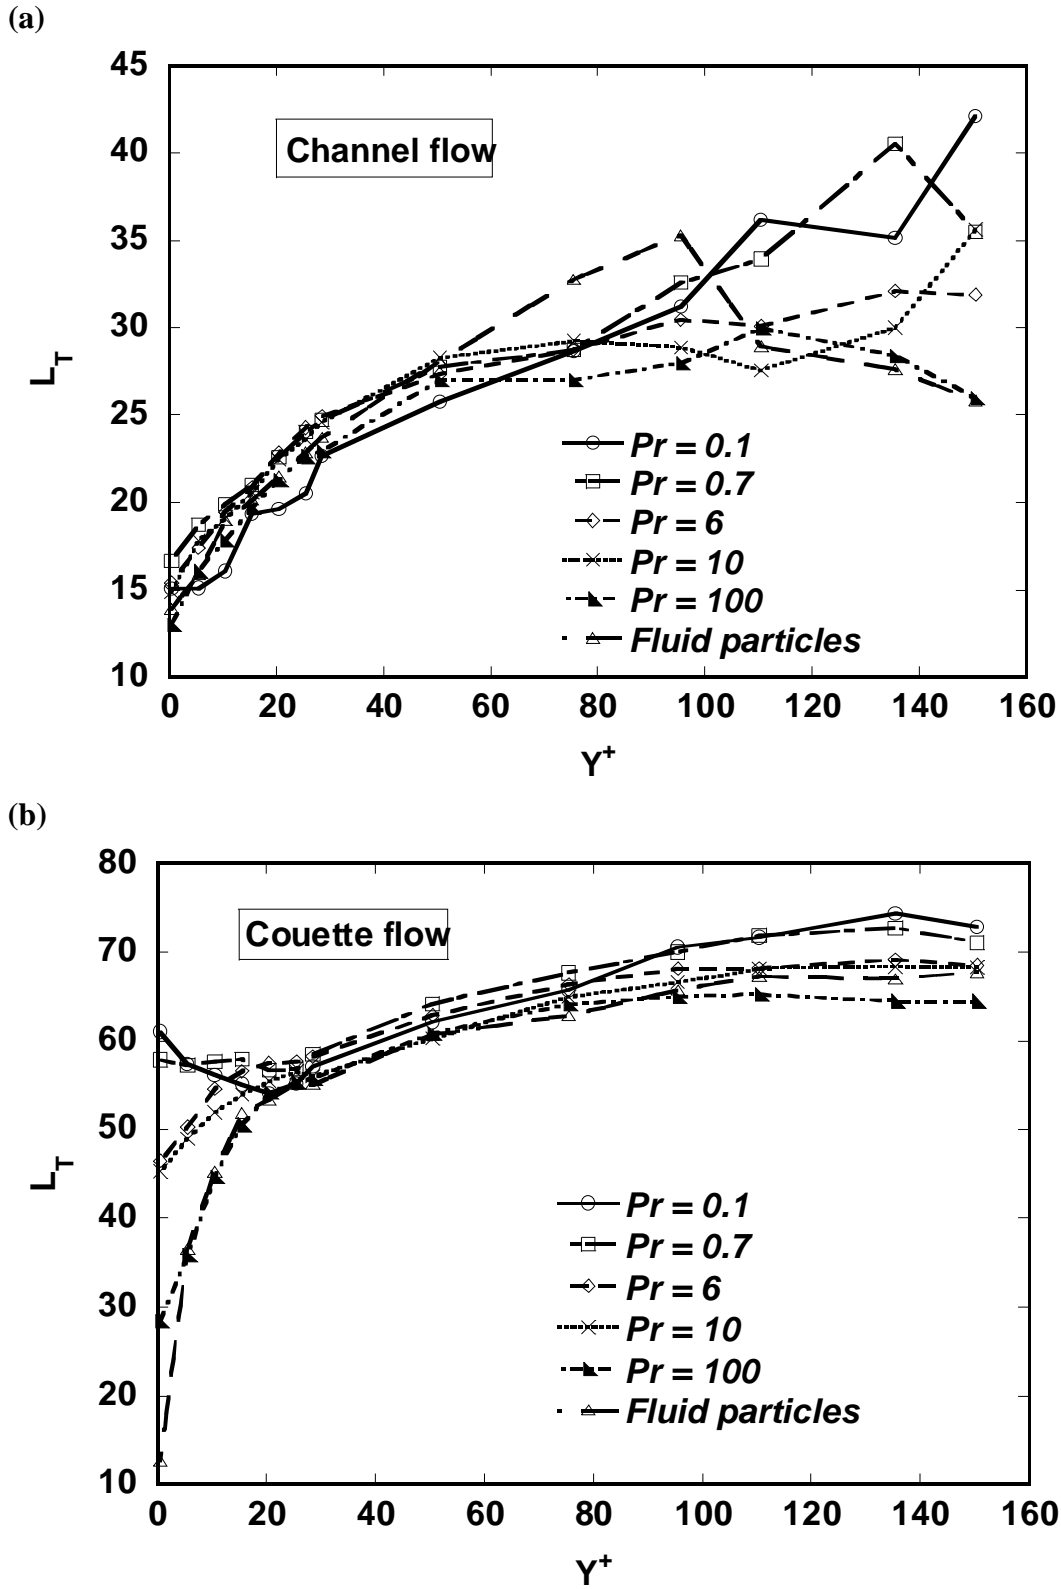 (a)
45
40
35
30
25
20
15
10
L_T
Channel flow
Pr = 0.1
Pr = 0.7
Pr = 6
Pr = 10
Pr = 100
Fluid particles
0 20 40 60 80 100 120 140 160
Y+
(b)
80
70
60
50
40
30
20
10
L_T
Couette flow
Pr = 0.1
Pr = 0.7
Pr = 6
Pr = 10
Pr = 100
Fluid particles
0 20 40 60 80 100 120 140 160
Y+